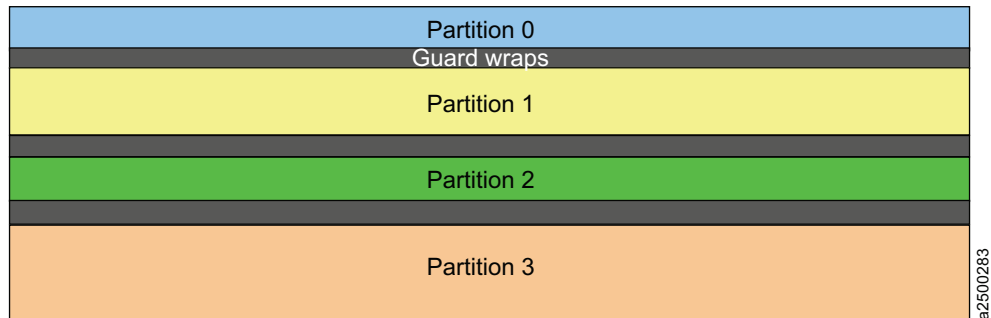 Partition 0
Guard wraps
Partition 1
Partition 2
Partition 3
a2500283